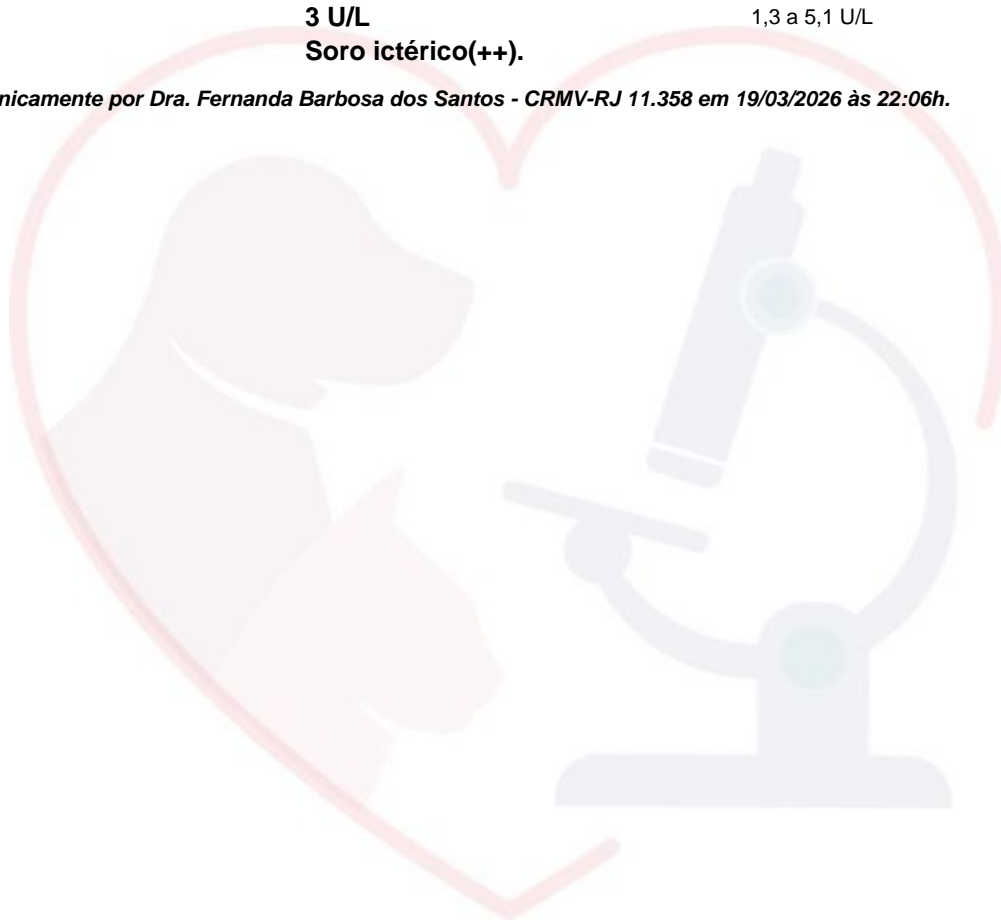 3 U/L 1,3 a 5,1 U/L
Soro ictérico(++).
nicamente por Dra. Fernanda Barbosa dos Santos - CRMV-RJ 11.358 em 19/03/2026 às 22:06h.